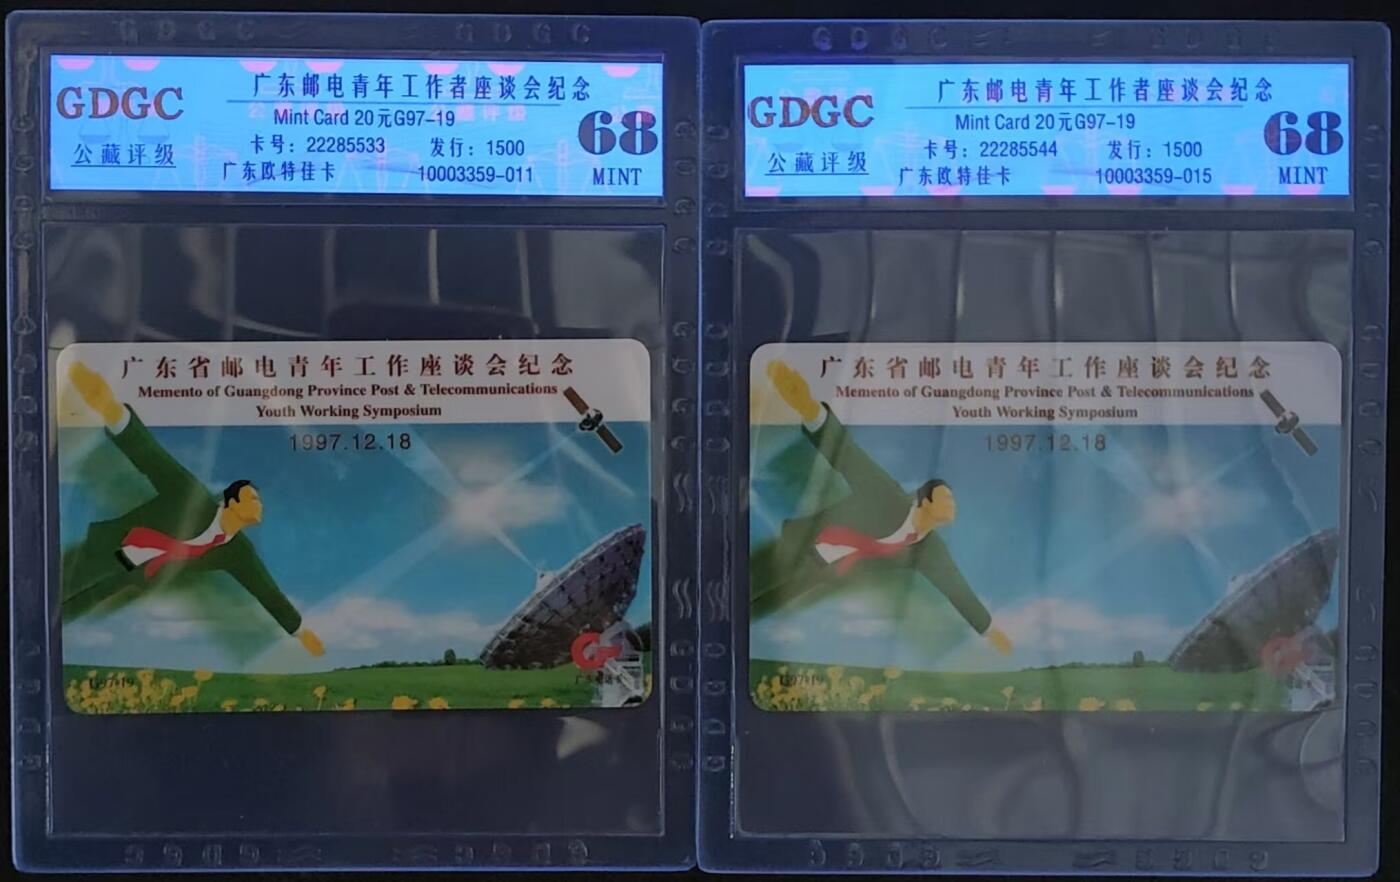 GDGC
公藏评级
广东邮电青年工作者座谈会纪念
Mint Card 20元G97-19
卡号：22285533 发行：1500
广东欧特佳卡 10003359-011
68
MINT
广东省邮电青年工作座谈会纪念
Memento of Guangdong Province Post & Telecommunications
Youth Working Symposium
1997.12.18
G97-19
GDGC
公藏评级
广东邮电青年工作者座谈会纪念
Mint Card 20元G97-19
卡号：22285544 发行：1500
广东欧特佳卡 10003359-015
68
MINT
广东省邮电青年工作座谈会纪念
Memento of Guangdong Province Post & Telecommunications
Youth Working Symposium
1997.12.18
G97-19